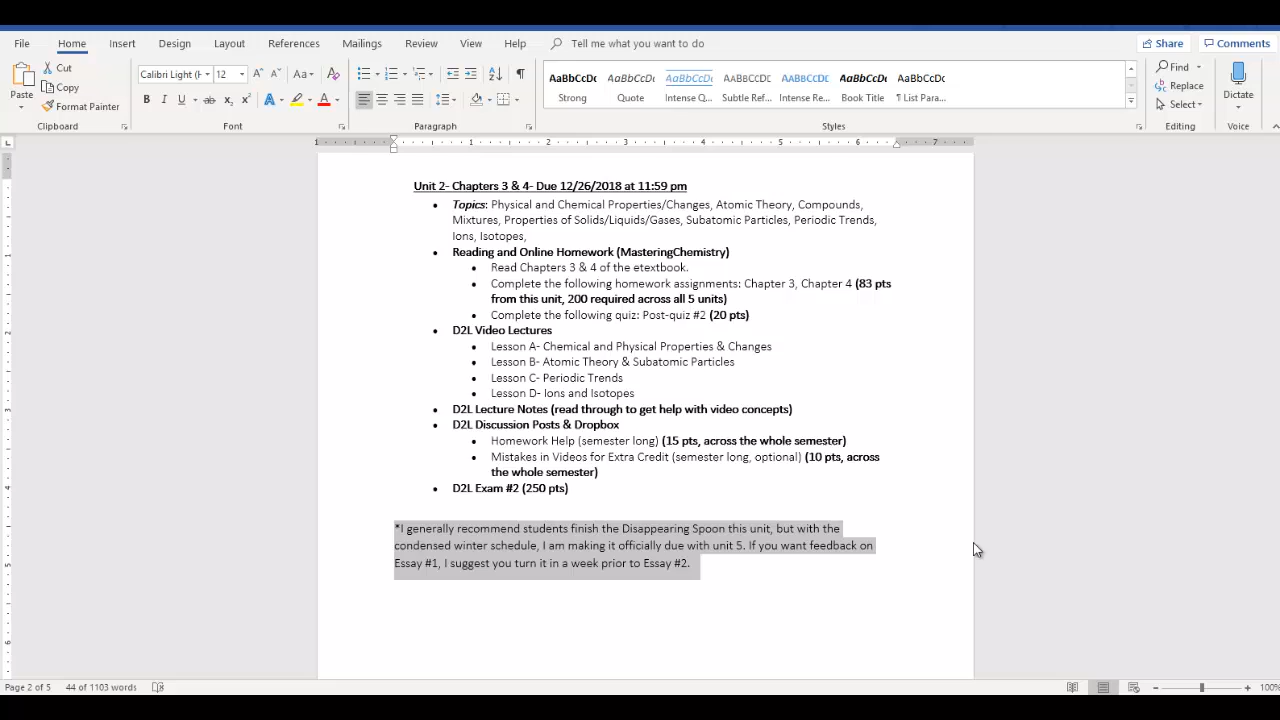 File Home Insert Design Layout References Mailings Review View Help Tell me what you want to do Share Comments
Paste Cut Copy Format Painter
Calibri Light (H 12 Aa
B I U ab x2 x2 A A
AaBbCcDc AaBbCcDc AaBbCcDc AaBbCcDc AaBbCcDc AaBbCcDc AaBbCcDc
Strong Quote Intense Q... Subtle Ref... Intense Re... Book Title ¶ List Para...
Find
Replace
Select
Dictate
Clipboard Font Paragraph Styles Editing Voice
1 1 2 3 4 5 6 7
Unit 2- Chapters 3 & 4- Due 12/26/2018 at 11:59 pm
• Topics: Physical and Chemical Properties/Changes, Atomic Theory, Compounds,
Mixtures, Properties of Solids/Liquids/Gases, Subatomic Particles, Periodic Trends,
Ions, Isotopes,
• Reading and Online Homework (MasteringChemistry)
• Read Chapters 3 & 4 of the etextbook.
• Complete the following homework assignments: Chapter 3, Chapter 4 (83 pts
from this unit, 200 required across all 5 units)
• Complete the following quiz: Post-quiz #2 (20 pts)
• D2L Video Lectures
• Lesson A- Chemical and Physical Properties & Changes
• Lesson B- Atomic Theory & Subatomic Particles
• Lesson C- Periodic Trends
• Lesson D- Ions and Isotopes
• D2L Lecture Notes (read through to get help with video concepts)
• D2L Discussion Posts & Dropbox
• Homework Help (semester long) (15 pts, across the whole semester)
• Mistakes in Videos for Extra Credit (semester long, optional) (10 pts, across
the whole semester)
• D2L Exam #2 (250 pts)
*I generally recommend students finish the Disappearing Spoon this unit, but with the
condensed winter schedule, I am making it officially due with unit 5. If you want feedback on
Essay #1, I suggest you turn it in a week prior to Essay #2.
Page 2 of 5 44 of 1103 words 100%